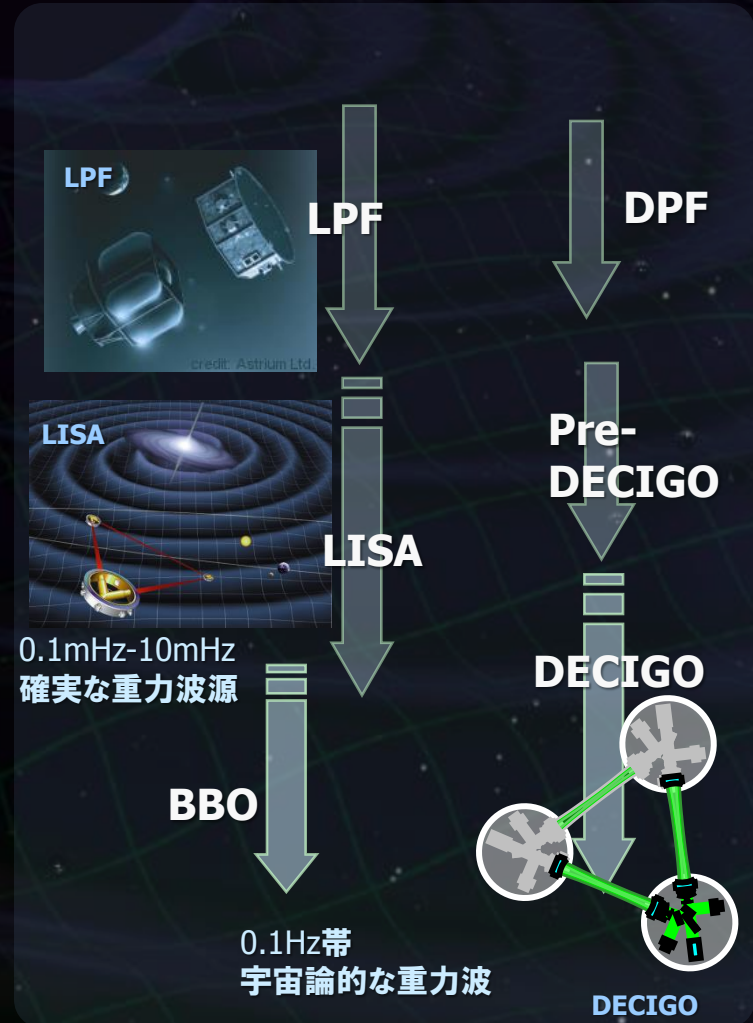 LPF
LPF
DPF
credit: Astrium Ltd.
LISA
Pre-
DECIGO
LISA
0.1mHz-10mHz
確実な重力波源
DECIGO
BBO
0.1Hz帯
宇宙論的な重力波
DECIGO